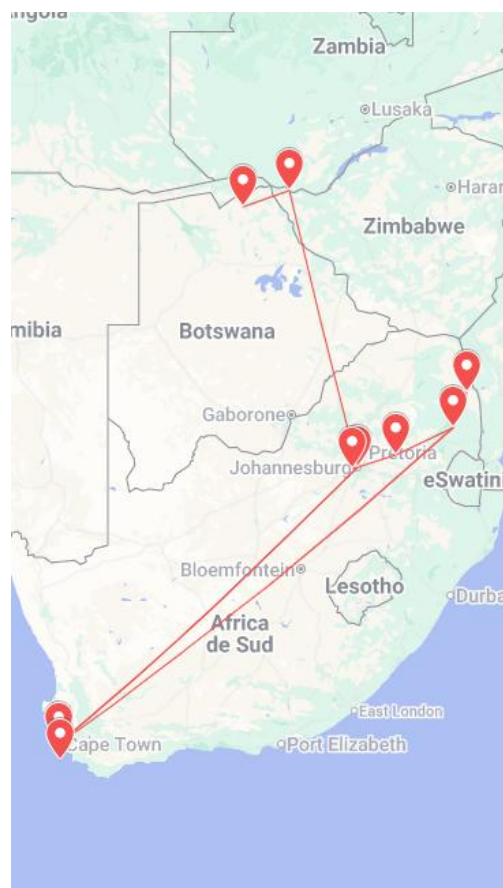 ngola
Zambia
Lusaka
Harar
Zimbabwe
mibia
Botswana
Gaborone
Pretoria
Johannesburg
eSwatini
Bloemfontein
Lesotho
Durba
Africa
de Sud
East London
Cape Town
Port Elizabeth